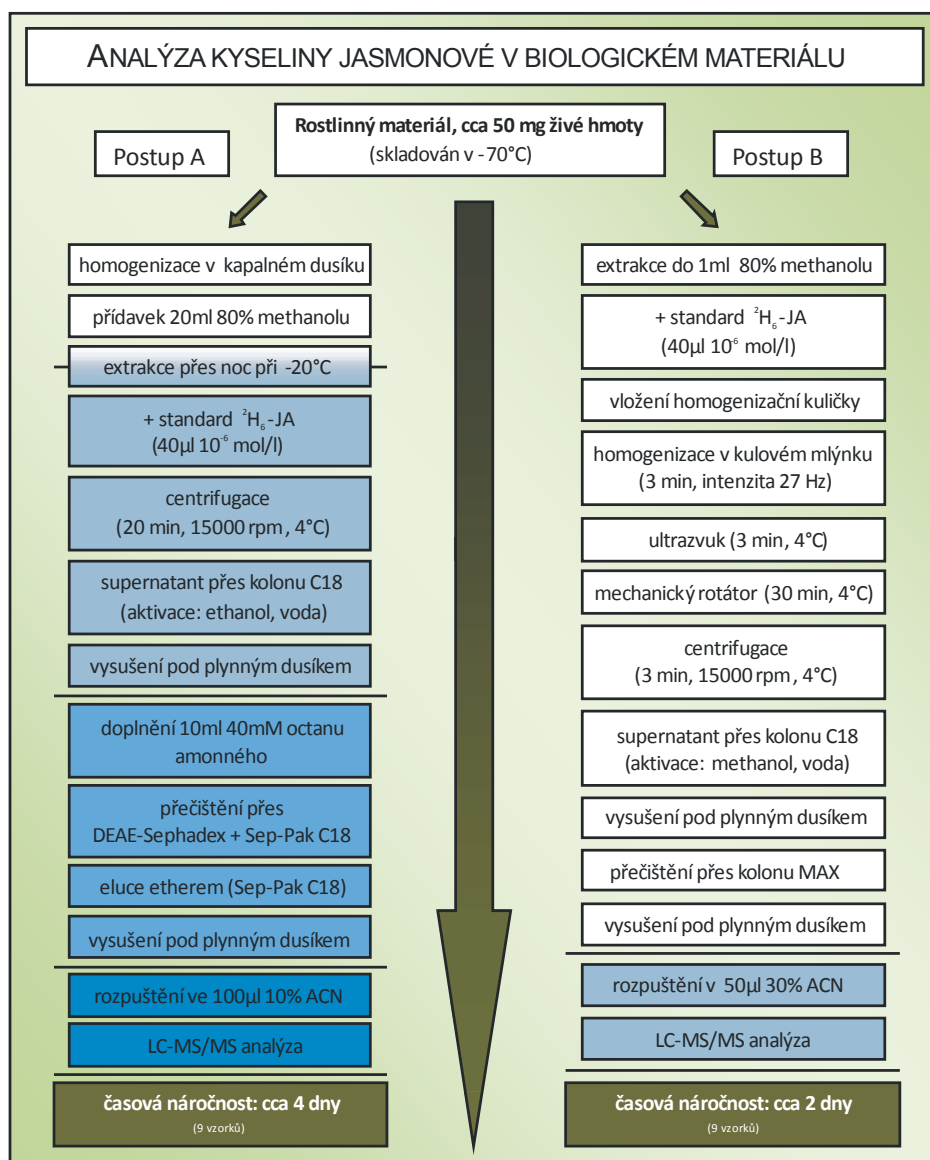 ANALÝZA KYSELINY JASMONOVÉ V BIOLOGICKÉM MATERIÁLU
Rostlinný materiál, cca 50 mg živé hmoty
(skladován v -70°C)
Postup A
homogenizace v kapalném dusíku
přídavek 20ml 80% methanolu
extrakce přes noc při -20°C
+ standard ²H₆-JA
(40µl 10⁻⁶ mol/l)
centrifugace
(20 min, 15000 rpm, 4°C)
supernatant přes kolonu C18
(aktivace: ethanol, voda)
vysušení pod plynným dusíkem
doplnění 10ml 40mM octanu
amonného
přečištění přes
DEAE-Sephadex + Sep-Pak C18
eluce etherem (Sep-Pak C18)
vysušení pod plynným dusíkem
rozpuštění ve 100µl 10% ACN
LC-MS/MS analýza
časová náročnost: cca 4 dny
(9 vzorků)
Postup B
extrakce do 1ml 80% methanolu
+ standard ²H₆-JA
(40µl 10⁻⁶ mol/l)
vložení homogenizační kuličky
homogenizace v kulovém mlýnku
(3 min, intenzita 27 Hz)
ultrazvuk (3 min, 4°C)
mechanický rotátor (30 min, 4°C)
centrifugace
(3 min, 15000 rpm, 4°C)
supernatant přes kolonu C18
(aktivace: methanol, voda)
vysušení pod plynným dusíkem
přečištění přes kolonu MAX
vysušení pod plynným dusíkem
rozpuštění v 50µl 30% ACN
LC-MS/MS analýza
časová náročnost: cca 2 dny
(9 vzorků)